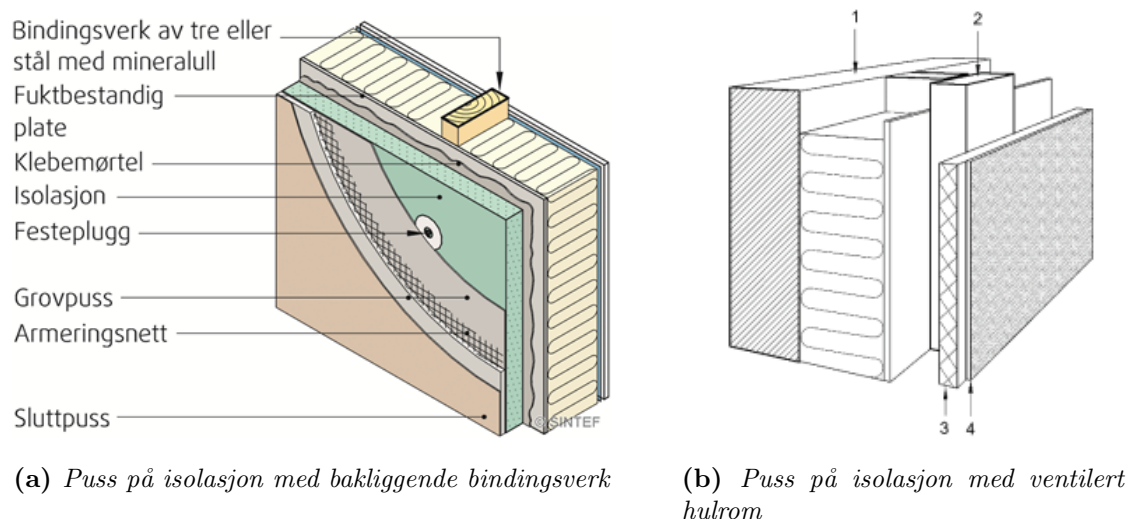 Bindingsverk av tre eller
stål med mineralull
Fuktbestandig
plate
Klebemørtel
Isolasjon
Festeplugg
Grovpuss
Armeringsnett
Sluttpuss
© SINTEF
1
2
3
4
(a) Puss på isolasjon med bakliggende bindingsverk
(b) Puss på isolasjon med ventilert
hulrom